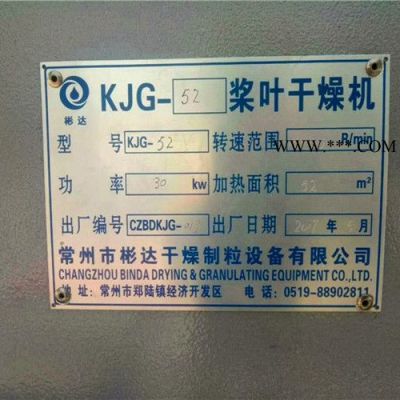 KJG-52 桨叶干燥机
彬达
型号 KJG-52 转速范围 R/min
WWW.***.COM
功率 30 kw 加热面积 52 m²
出厂编号 CZBDKJG- 出厂日期 年 月
常州市彬达干燥制粒设备有限公司
CHANGZHOU BINDA DRYING & GRANULATING EQUIPMENT CO.,LTD.
地址：常州市郑陆镇经济开发区 电话：0519-88902811